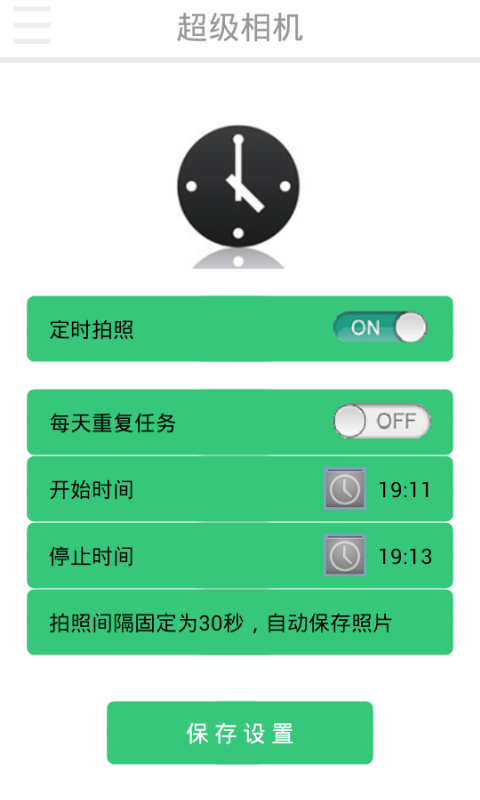 超级相机
定时拍照 ON
每天重复任务 OFF
开始时间 19:11
停止时间 19:13
拍照间隔固定为30秒，自动保存照片
保存设置